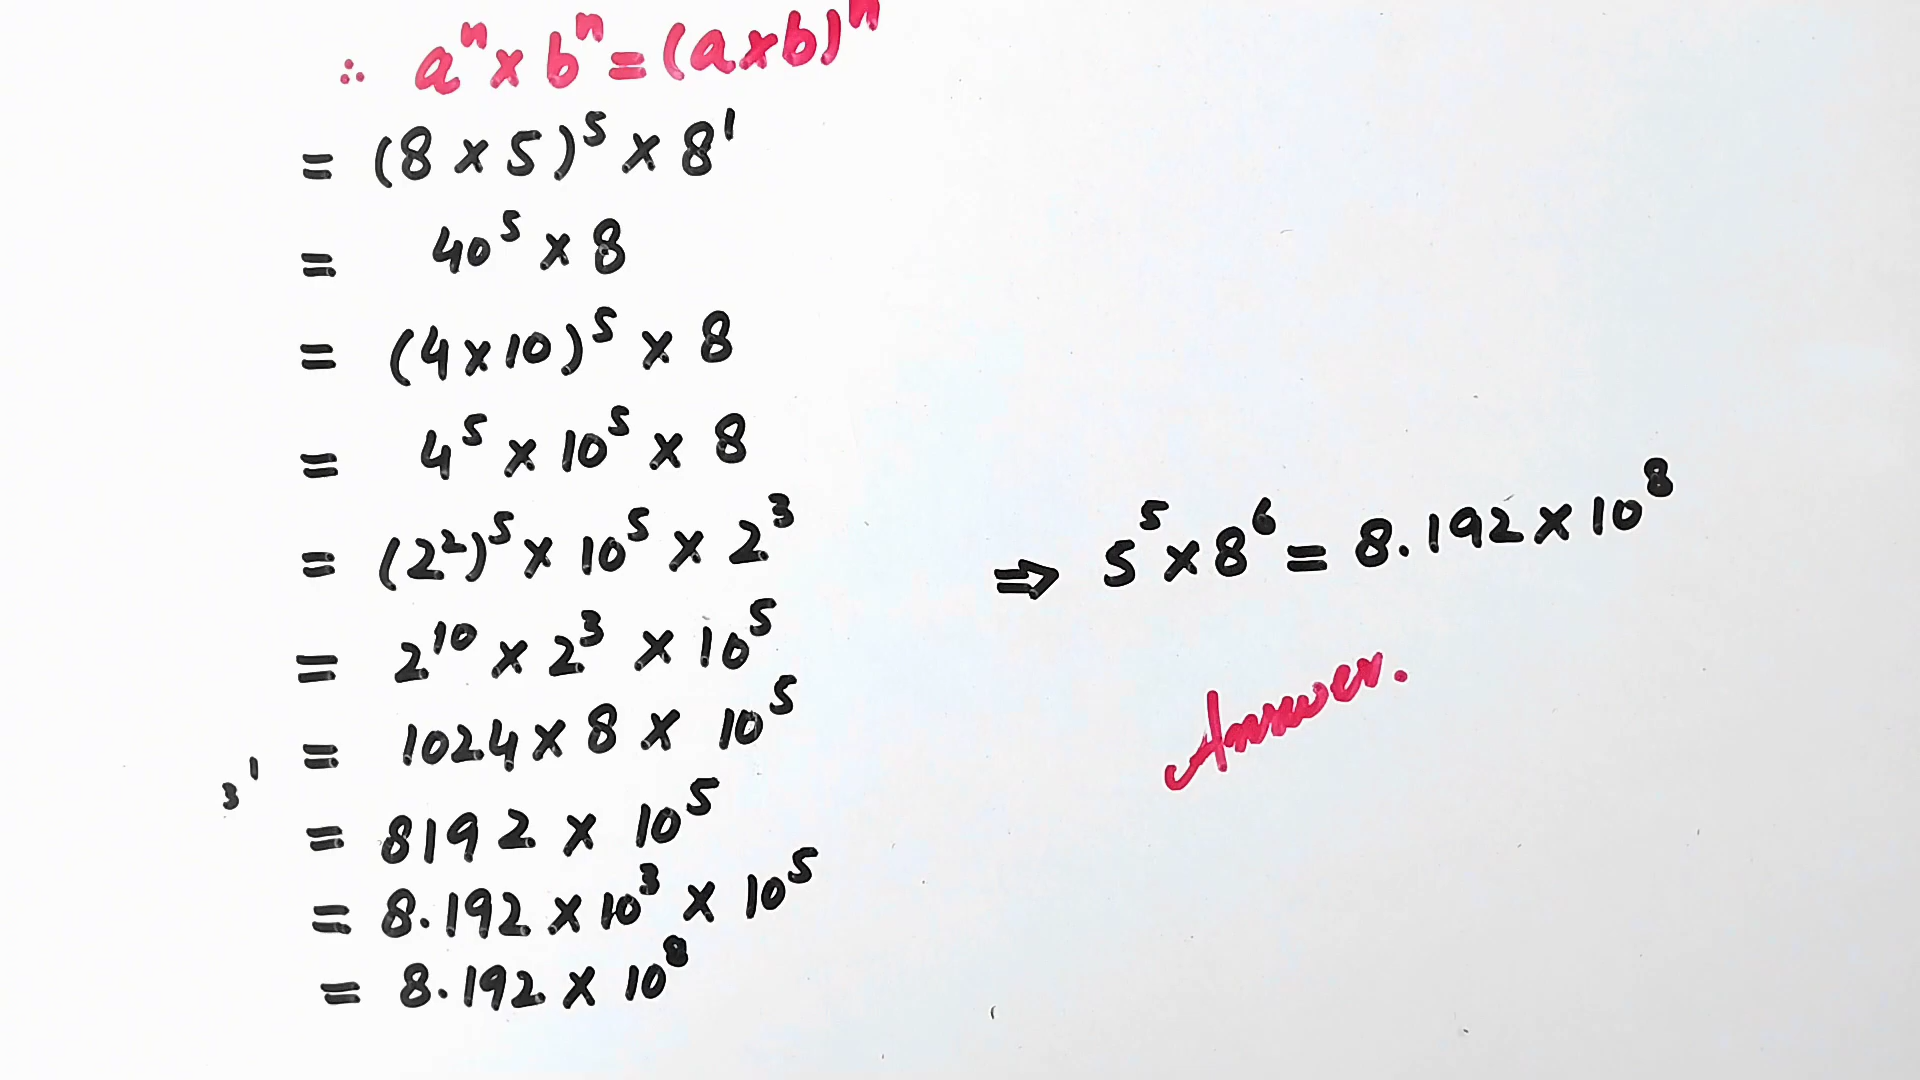 ∴ aⁿ × bⁿ = (a×b)ⁿ
= (8 × 5)⁵ × 8¹
= 40⁵ × 8
= (4×10)⁵ × 8
= 4⁵ × 10⁵ × 8
= (2²)⁵ × 10⁵ × 2³
= 2¹⁰ × 2³ × 10⁵
= 1024 × 8 × 10⁵
3 1
= 8192 × 10⁵
= 8.192 × 10³ × 10⁵
= 8.192 × 10⁸
⇒ 5⁵ × 8⁶ = 8.192 × 10⁸
Answer.